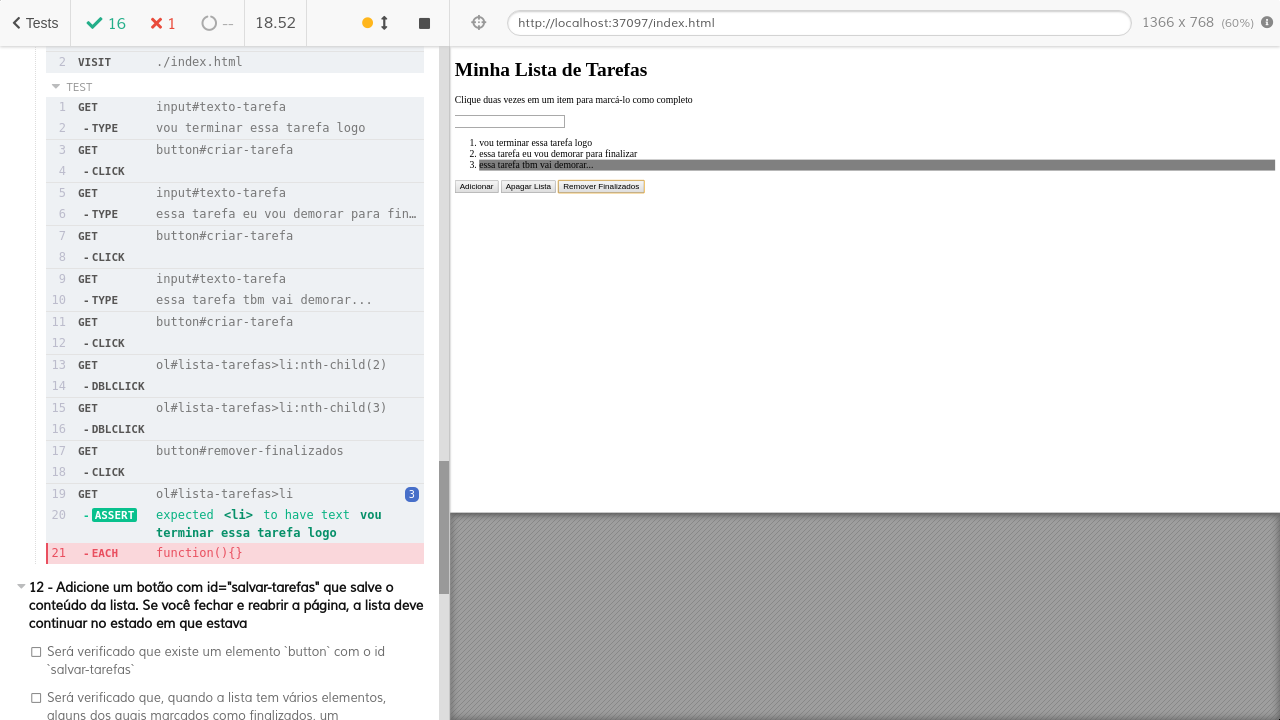 Tests
16
1
--
18.52
http://localhost:37097/index.html
1366 x 768 (60%)
2 VISIT ./index.html
TEST
1 GET input#texto-tarefa
2 - TYPE vou terminar essa tarefa logo
3 GET button#criar-tarefa
4 - CLICK
5 GET input#texto-tarefa
6 - TYPE essa tarefa eu vou demorar para fin…
7 GET button#criar-tarefa
8 - CLICK
9 GET input#texto-tarefa
10 - TYPE essa tarefa tbm vai demorar...
11 GET button#criar-tarefa
12 - CLICK
13 GET ol#lista-tarefas>li:nth-child(2)
14 - DBLCLICK
15 GET ol#lista-tarefas>li:nth-child(3)
16 - DBLCLICK
17 GET button#remover-finalizados
18 - CLICK
19 GET ol#lista-tarefas>li 3
20 - ASSERT expected <li> to have text vou
terminar essa tarefa logo
21 - EACH function(){}
12 - Adicione um botão com id="salvar-tarefas" que salve o
conteúdo da lista. Se você fechar e reabrir a página, a lista deve
continuar no estado em que estava
Será verificado que existe um elemento `button` com o id
`salvar-tarefas`
Será verificado que, quando a lista tem vários elementos,
alguns dos quais marcados como finalizados, um
Minha Lista de Tarefas
Clique duas vezes em um item para marcá-lo como completo
1. vou terminar essa tarefa logo
2. essa tarefa eu vou demorar para finalizar
3. essa tarefa tbm vai demorar...
Adicionar Apagar Lista Remover Finalizados